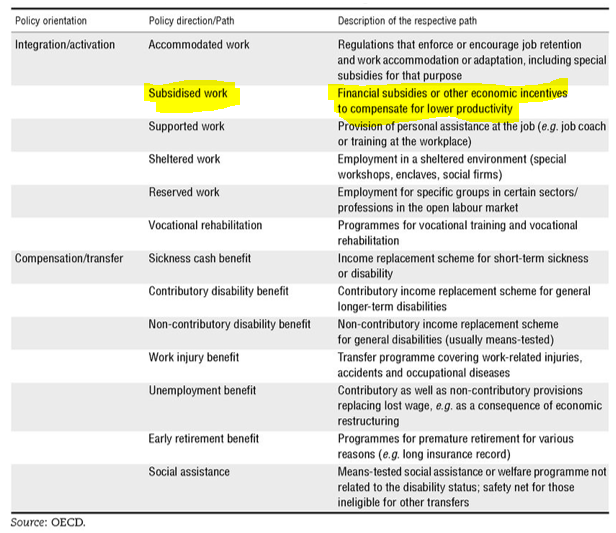 Policy orientation Policy direction/Path Description of the respective path
Integration/activation Accommodated work Regulations that enforce or encourage job retention
and work accommodation or adaptation, including special
subsidies for that purpose
Subsidised work Financial subsidies or other economic incentives
to compensate for lower productivity
Supported work Provision of personal assistance at the job (e.g. job coach
or training at the workplace)
Sheltered work Employment in a sheltered environment (special
workshops, enclaves, social firms)
Reserved work Employment for specific groups in certain sectors/
professions in the open labour market
Vocational rehabilitation Programmes for vocational training and vocational
rehabilitation
Compensation/transfer Sickness cash benefit Income replacement scheme for short-term sickness
or disability
Contributory disability benefit Contributory income replacement scheme for general
longer-term disabilities
Non-contributory disability benefit Non-contributory income replacement scheme
for general disabilities (usually means-tested)
Work injury benefit Transfer programme covering work-related injuries,
accidents and occupational diseases
Unemployment benefit Contributory as well as non-contributory provisions
replacing lost wage, e.g. as a consequence of economic
restructuring
Early retirement benefit Programmes for premature retirement for various
reasons (e.g. long insurance record)
Social assistance Means-tested social assistance or welfare programme not
related to the disability status; safety net for those
ineligible for other transfers
Source: OECD.